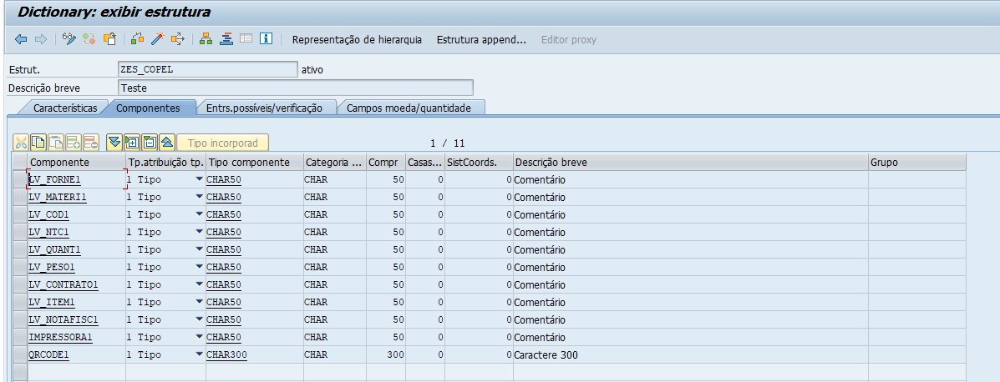 Dictionary: exibir estrutura
Representação de hierarquia Estrutura append... Editor proxy
Estrut. ZES_COPEL ativo
Descrição breve Teste
Características Componentes Entrs.possíveis/verificação Campos moeda/quantidade
Tipo incorporad 1 / 11
Componente Tp.atribuição tp. Tipo componente Categoria ... Compr Casas... SistCoords. Descrição breve Grupo
LV_FORNE1 1 Tipo CHAR50 CHAR 50 0 0 Comentário
LV_MATERI1 1 Tipo CHAR50 CHAR 50 0 0 Comentário
LV_COD1 1 Tipo CHAR50 CHAR 50 0 0 Comentário
LV_NTC1 1 Tipo CHAR50 CHAR 50 0 0 Comentário
LV_QUANT1 1 Tipo CHAR50 CHAR 50 0 0 Comentário
LV_PESO1 1 Tipo CHAR50 CHAR 50 0 0 Comentário
LV_CONTRATO1 1 Tipo CHAR50 CHAR 50 0 0 Comentário
LV_ITEM1 1 Tipo CHAR50 CHAR 50 0 0 Comentário
LV_NOTAFISC1 1 Tipo CHAR50 CHAR 50 0 0 Comentário
IMPRESSORA1 1 Tipo CHAR50 CHAR 50 0 0 Comentário
QRCODE1 1 Tipo CHAR300 CHAR 300 0 0 Caractere 300